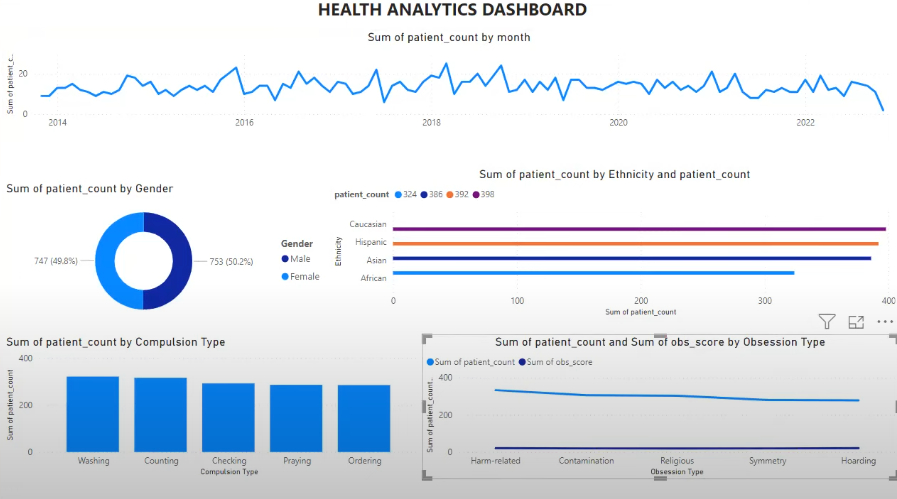 HEALTH ANALYTICS DASHBOARD
Sum of patient_count by month
Sum of patient_c...
20
0
2014 2016 2018 2020 2022
Sum of patient_count by Gender
747 (49.8%)
753 (50.2%)
Gender
Male
Female
Sum of patient_count by Ethnicity and patient_count
patient_count 324 386 392 398
Ethnicity
Caucasian
Hispanic
Asian
African
0 100 200 300 400
Sum of patient_count
Sum of patient_count by Compulsion Type
Sum of patient_count
400
200
0
Washing Counting Checking Praying Ordering
Compulsion Type
Sum of patient_count and Sum of obs_score by Obsession Type
Sum of patient_count Sum of obs_score
Sum of patient_count...
400
200
0
Harm-related Contamination Religious Symmetry Hoarding
Obsession Type